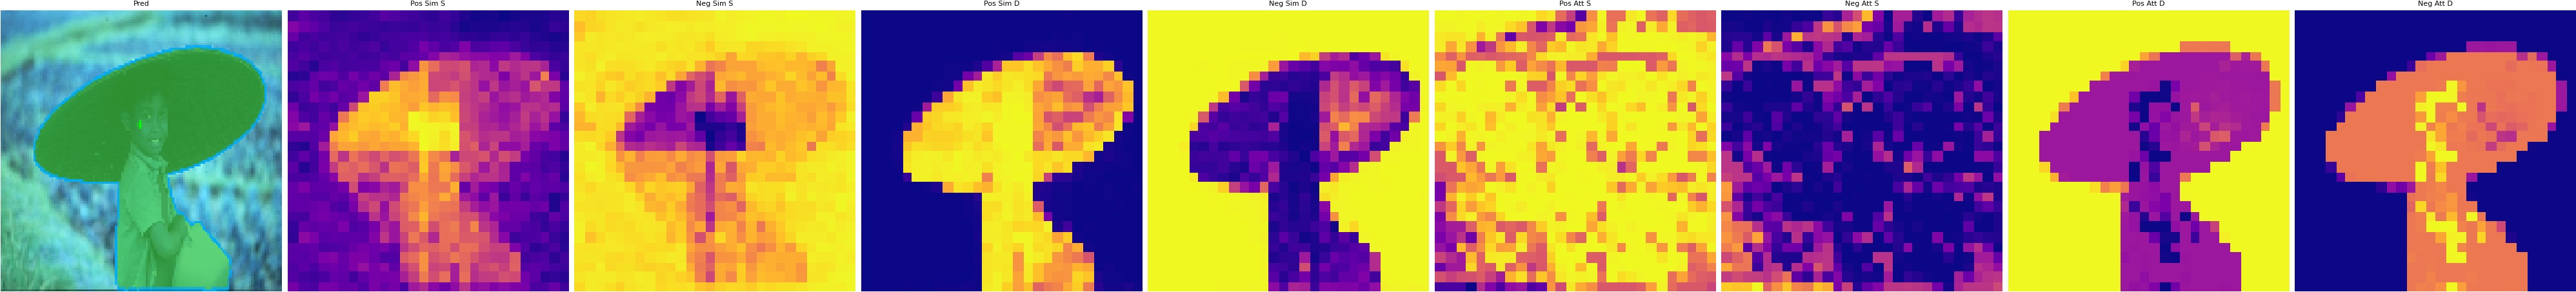 Pred
Pos Sim S
Neg Sim S
Pos Sim D
Neg Sim D
Pos Att S
Neg Att S
Pos Att D
Neg Att D